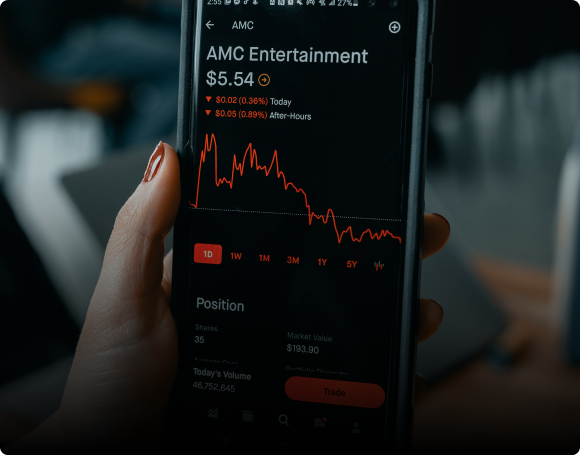 2:55 27%
AMC
AMC Entertainment
$5.54
$0.02 (0.36%) Today
$0.05 (0.89%) After-Hours
1D 1W 1M 3M 1Y 5Y
Position
Shares
35
Market Value
$193.90
Today's Volume
46,752,645
Trade